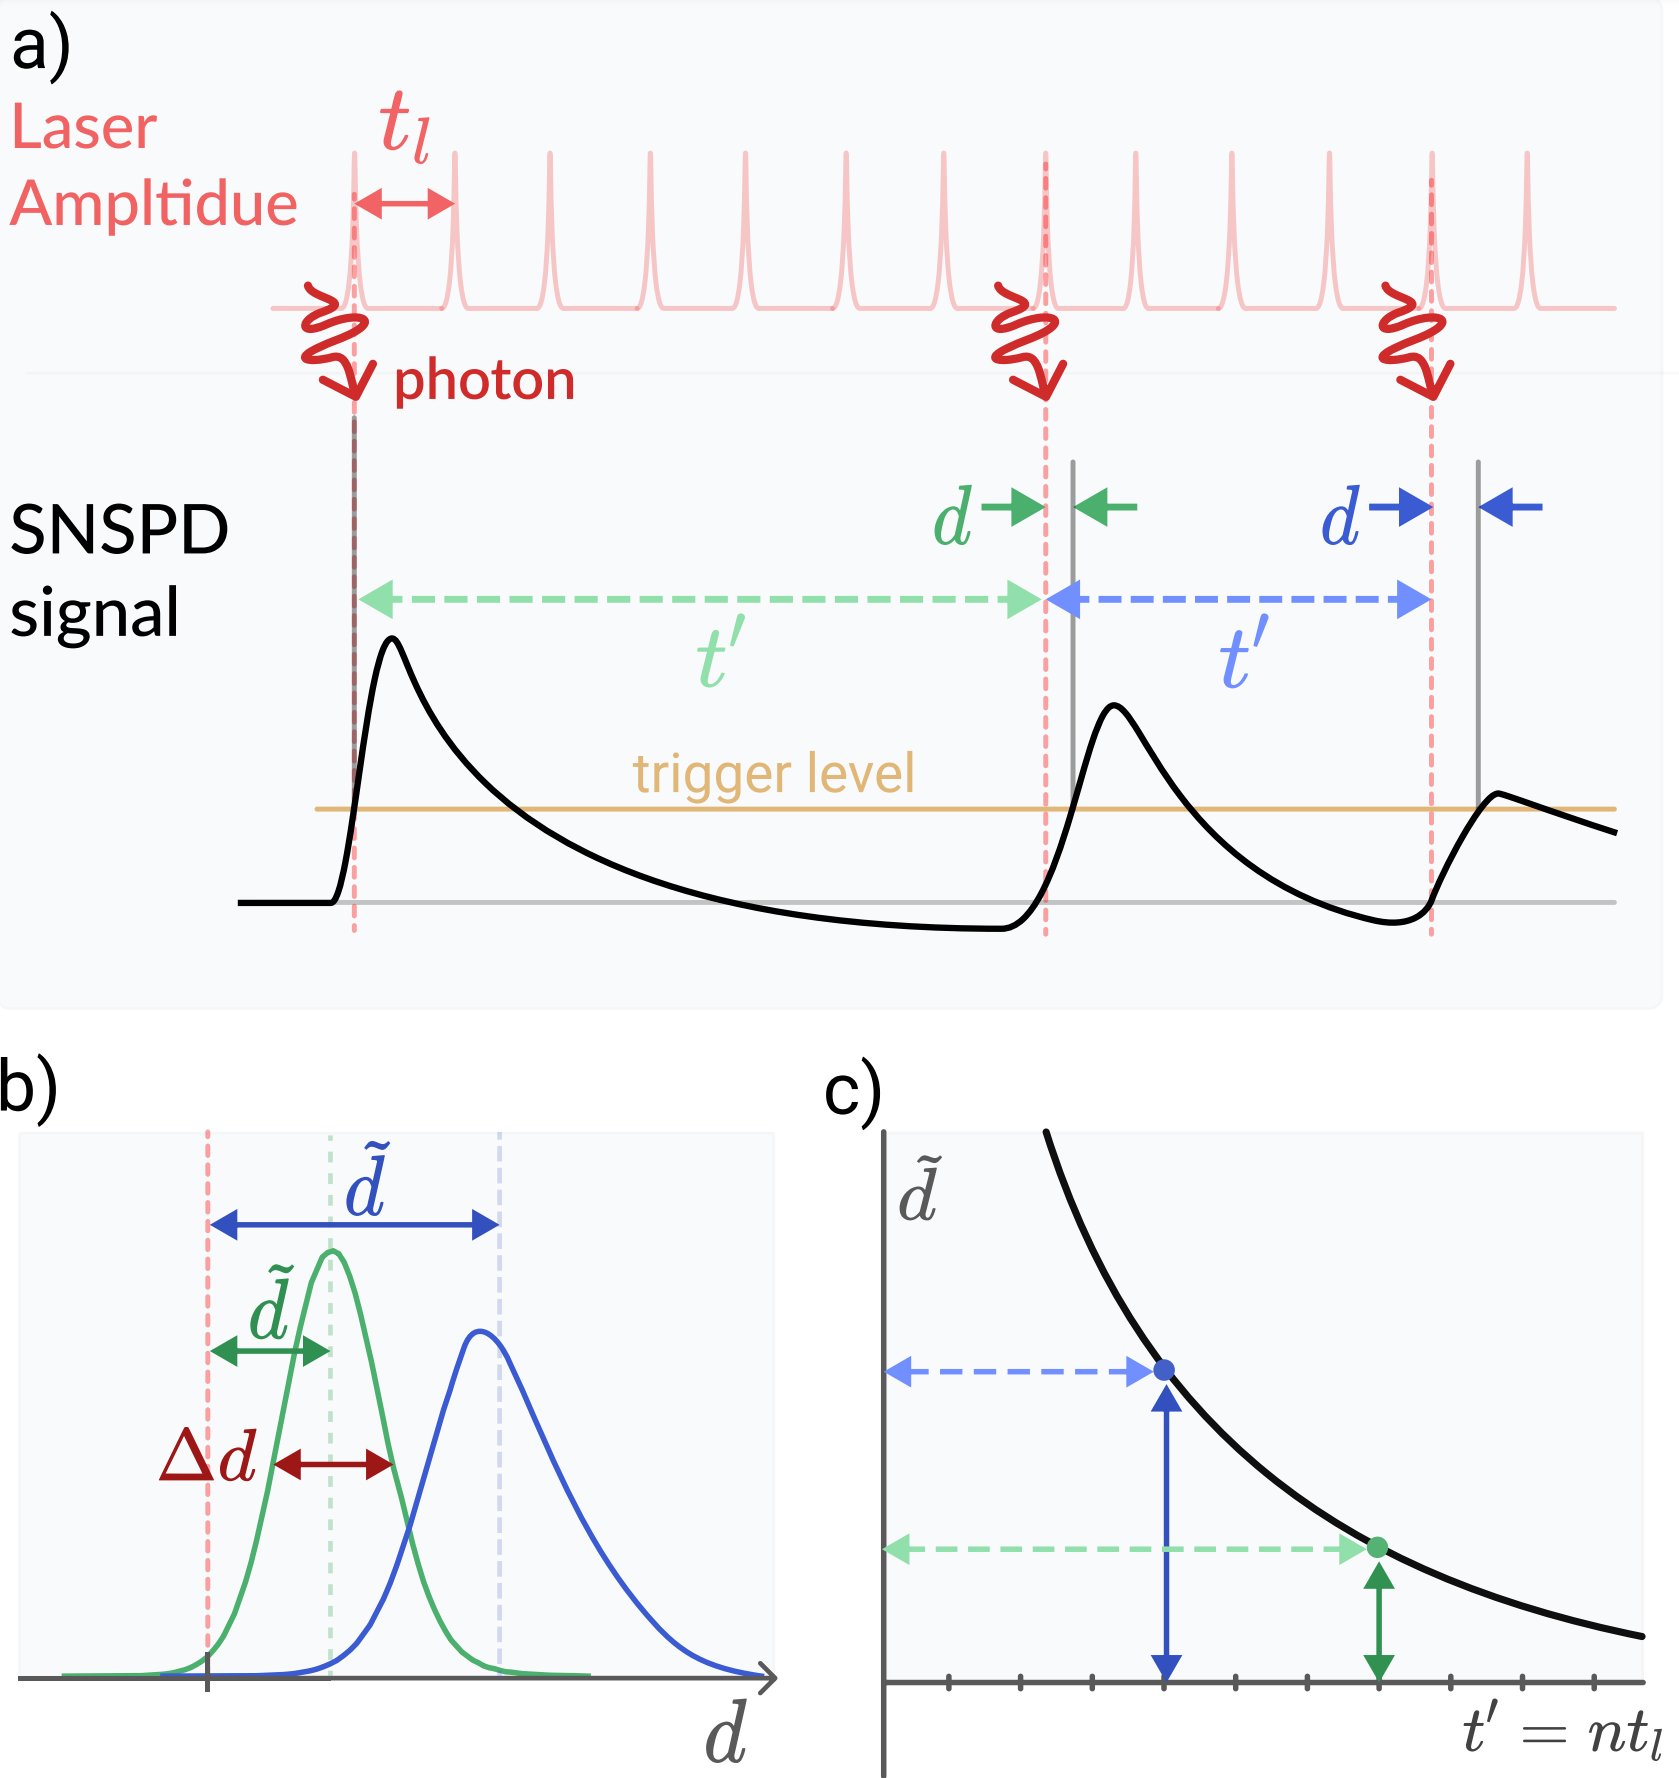 a)
Laser
Ampltidue
t_l
photon
SNSPD
signal
d
d
t′
t′
trigger level
b)
d̃
d̃
Δd
d
c)
d̃
t′ = nt_l